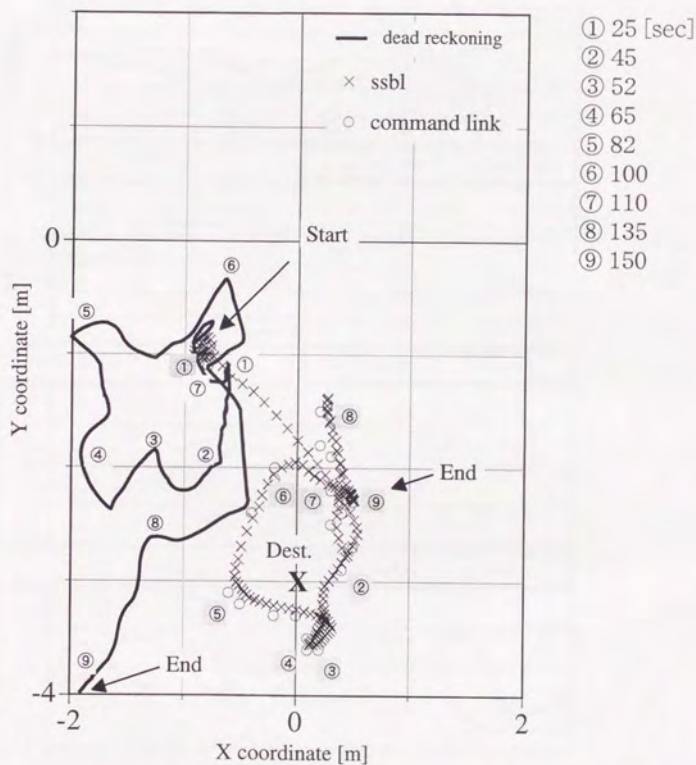 dead reckoning
ssbl
command link
① 25 [sec]
② 45
③ 52
④ 65
⑤ 82
⑥ 100
⑦ 110
⑧ 135
⑨ 150
0
Start
⑥
⑤
①
①
⑦
⑧
④
③
②
End
⑥
⑦
⑨
⑧
Dest.
X
②
⑤
④
③
⑨
End
-4
-2
0
2
Y coordinate [m]
X coordinate [m]